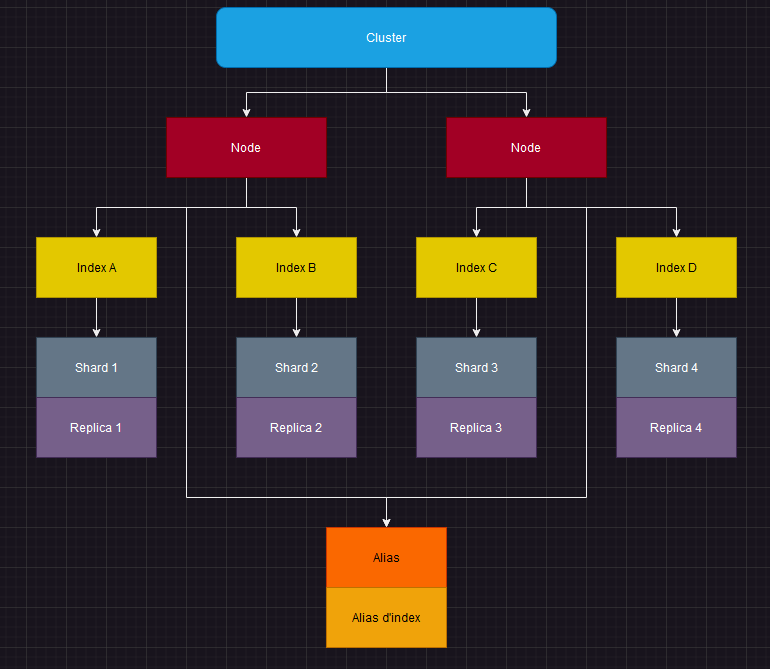 Cluster
Node
Node
Index A
Index B
Index C
Index D
Shard 1
Shard 2
Shard 3
Shard 4
Replica 1
Replica 2
Replica 3
Replica 4
Alias
Alias d'index